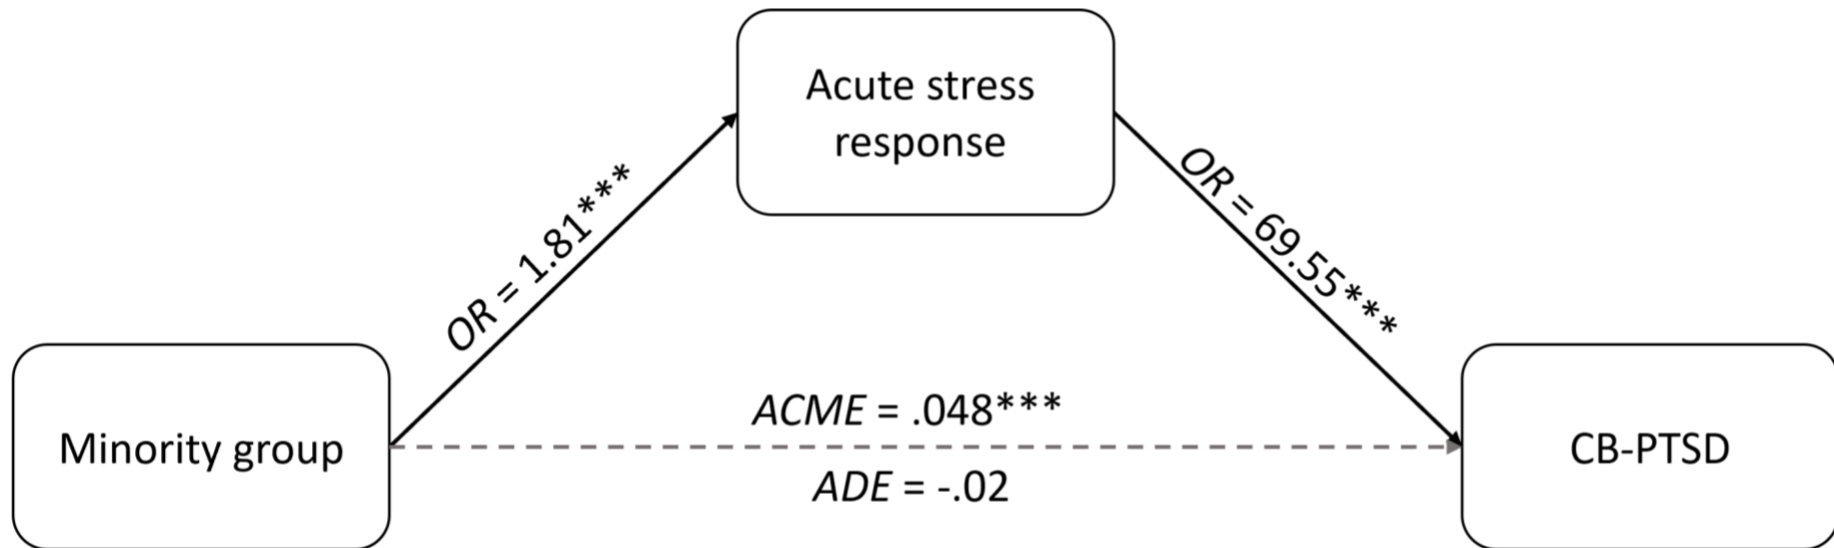 Acute stress
response
OR = 1.81***
OR = 69.55***
Minority group
ACME = .048***
ADE = -.02
CB-PTSD